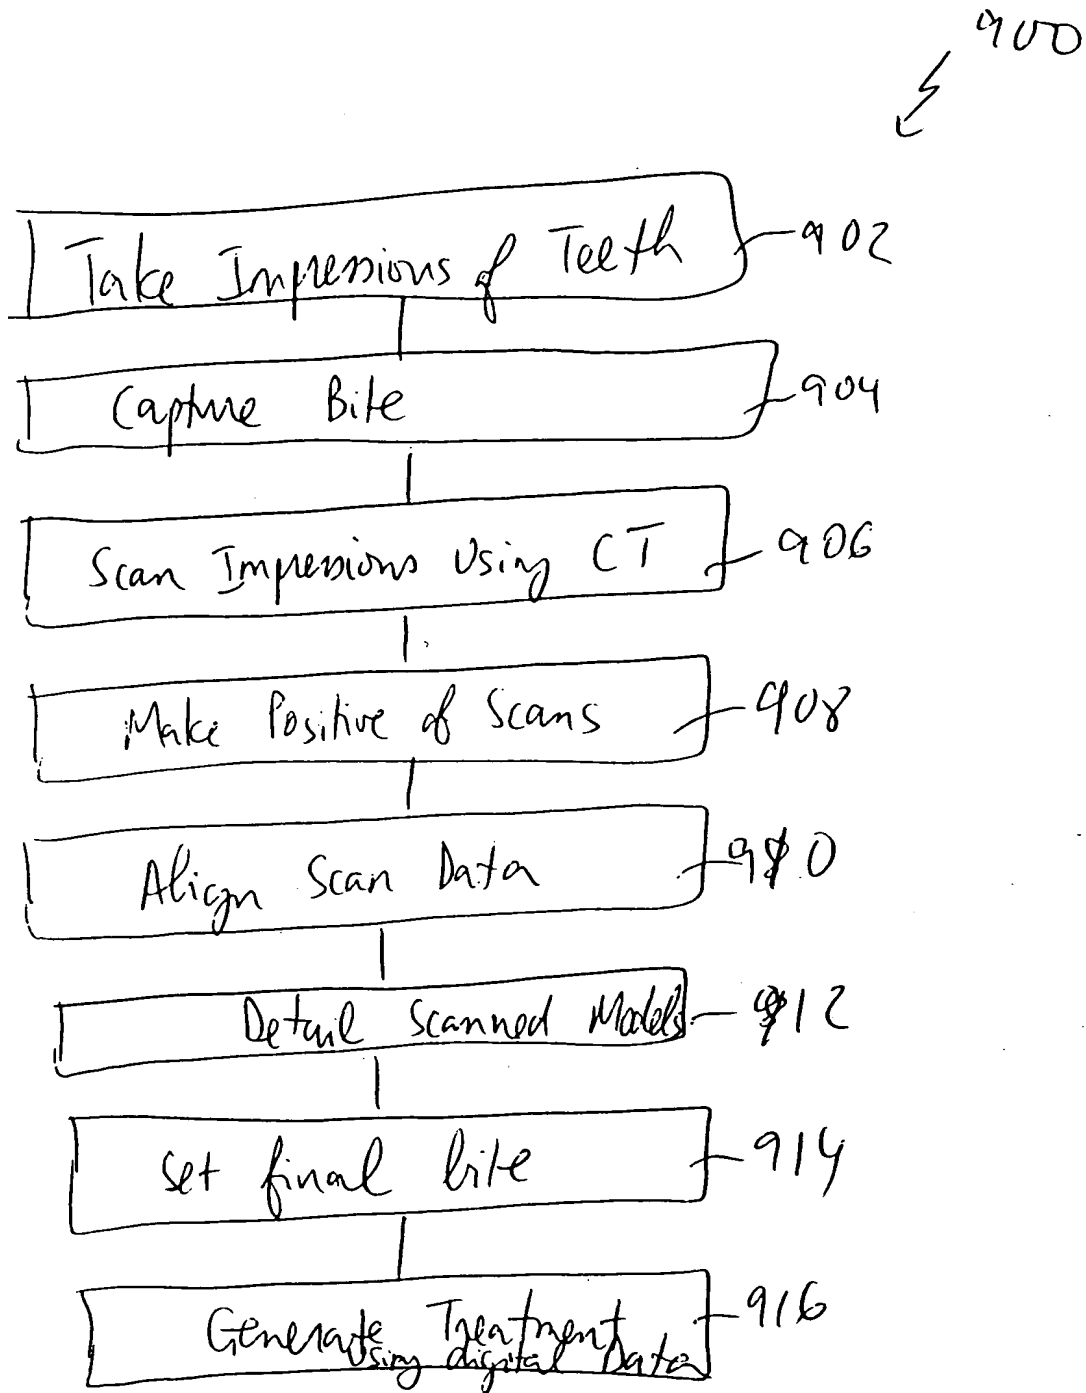 900
Take Impressions of Teeth 902
Capture Bite 904
Scan Impressions Using CT 906
Make Positive of Scans 908
Align Scan Data 910
Detail Scanned Models 912
set final bite 914
Generate Treatment 916
Using digital Data